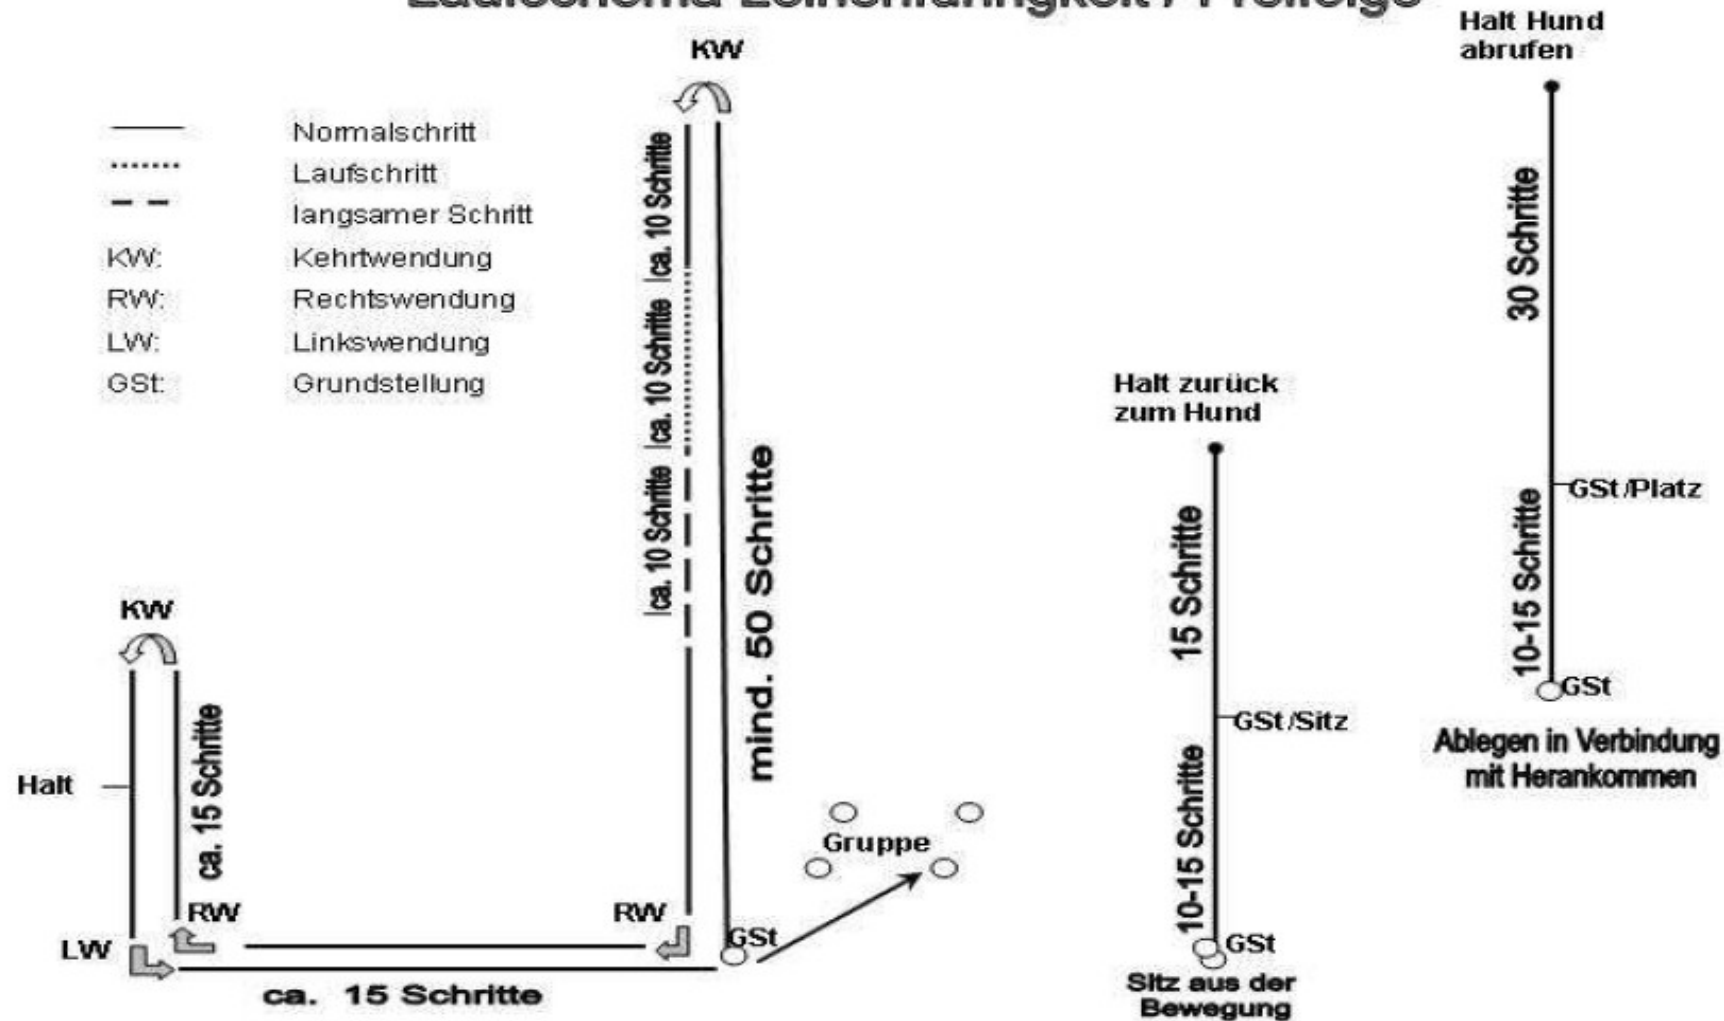 KW
Halt Hund
abrufen
Normalschritt
Laufschritt
langsamer Schritt
KW: Kehrtwendung
RW: Rechtswendung
LW: Linkswendung
GSt: Grundstellung
|ca. 10 Schritte
|ca. 10 Schritte
|ca. 10 Schritte
mind. 50 Schritte
30 Schritte
GSt/Platz
10-15 Schritte
GSt
Ablegen in Verbindung
mit Herankommen
Halt zurück
zum Hund
15 Schritte
GSt/Sitz
10-15 Schritte
GSt
Sitz aus der
Bewegung
KW
Halt
ca. 15 Schritte
RW
LW
RW
GSt
Gruppe
ca. 15 Schritte